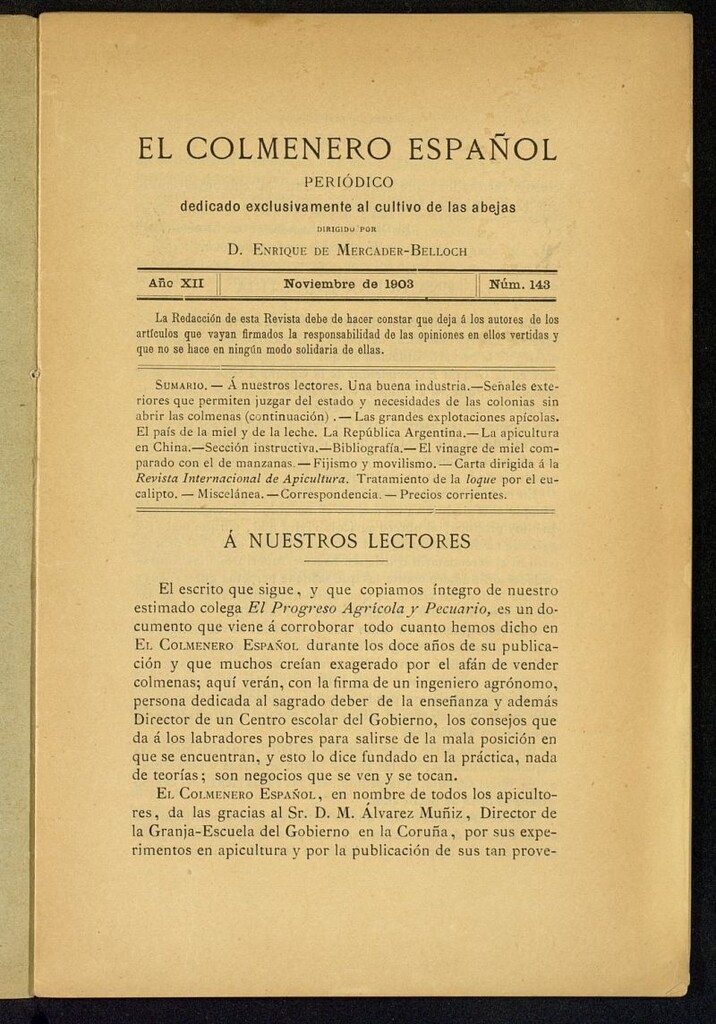 EL COLMENERO ESPAÑOL
PERIÓDICO
dedicado exclusivamente al cultivo de las abejas
DIRIGIDO POR
D. ENRIQUE DE MERCADER-BELLOCH
Año XII Noviembre de 1903 Núm. 143
La Redacción de esta Revista debe de hacer constar que deja á los autores de los
artículos que vayan firmados la responsabilidad de las opiniones en ellos vertidas y
que no se hace en ningún modo solidaria de ellas.
SUMARIO. — Á nuestros lectores. Una buena industria.—Señales exte-
riores que permiten juzgar del estado y necesidades de las colonias sin
abrir las colmenas (continuación) . — Las grandes explotaciones apícolas.
El país de la miel y de la leche. La República Argentina.— La apicultura
en China.—Sección instructiva.—Bibliografía.— El vinagre de miel com-
parado con el de manzanas. — Fijismo y movilismo. — Carta dirigida á la
Revista Internacional de Apicultura. Tratamiento de la loque por el eu-
calipto. — Miscelánea. — Correspondencia. — Precios corrientes.
Á NUESTROS LECTORES
El escrito que sigue, y que copiamos íntegro de nuestro
estimado colega El Progreso Agrícola y Pecuario, es un do-
cumento que viene á corroborar todo cuanto hemos dicho en
EL COLMENERO ESPAÑOL durante los doce años de su publica-
ción y que muchos creían exagerado por el afán de vender
colmenas; aquí verán, con la firma de un ingeniero agrónomo,
persona dedicada al sagrado deber de la enseñanza y además
Director de un Centro escolar del Gobierno, los consejos que
da á los labradores pobres para salirse de la mala posición en
que se encuentran, y esto lo dice fundado en la práctica, nada
de teorías; son negocios que se ven y se tocan.
EL COLMENERO ESPAÑOL, en nombre de todos los apiculto-
res, da las gracias al Sr. D. M. Álvarez Muñiz, Director de
la Granja-Escuela del Gobierno en la Coruña, por sus expe-
rimentos en apicultura y por la publicación de sus tan prove-